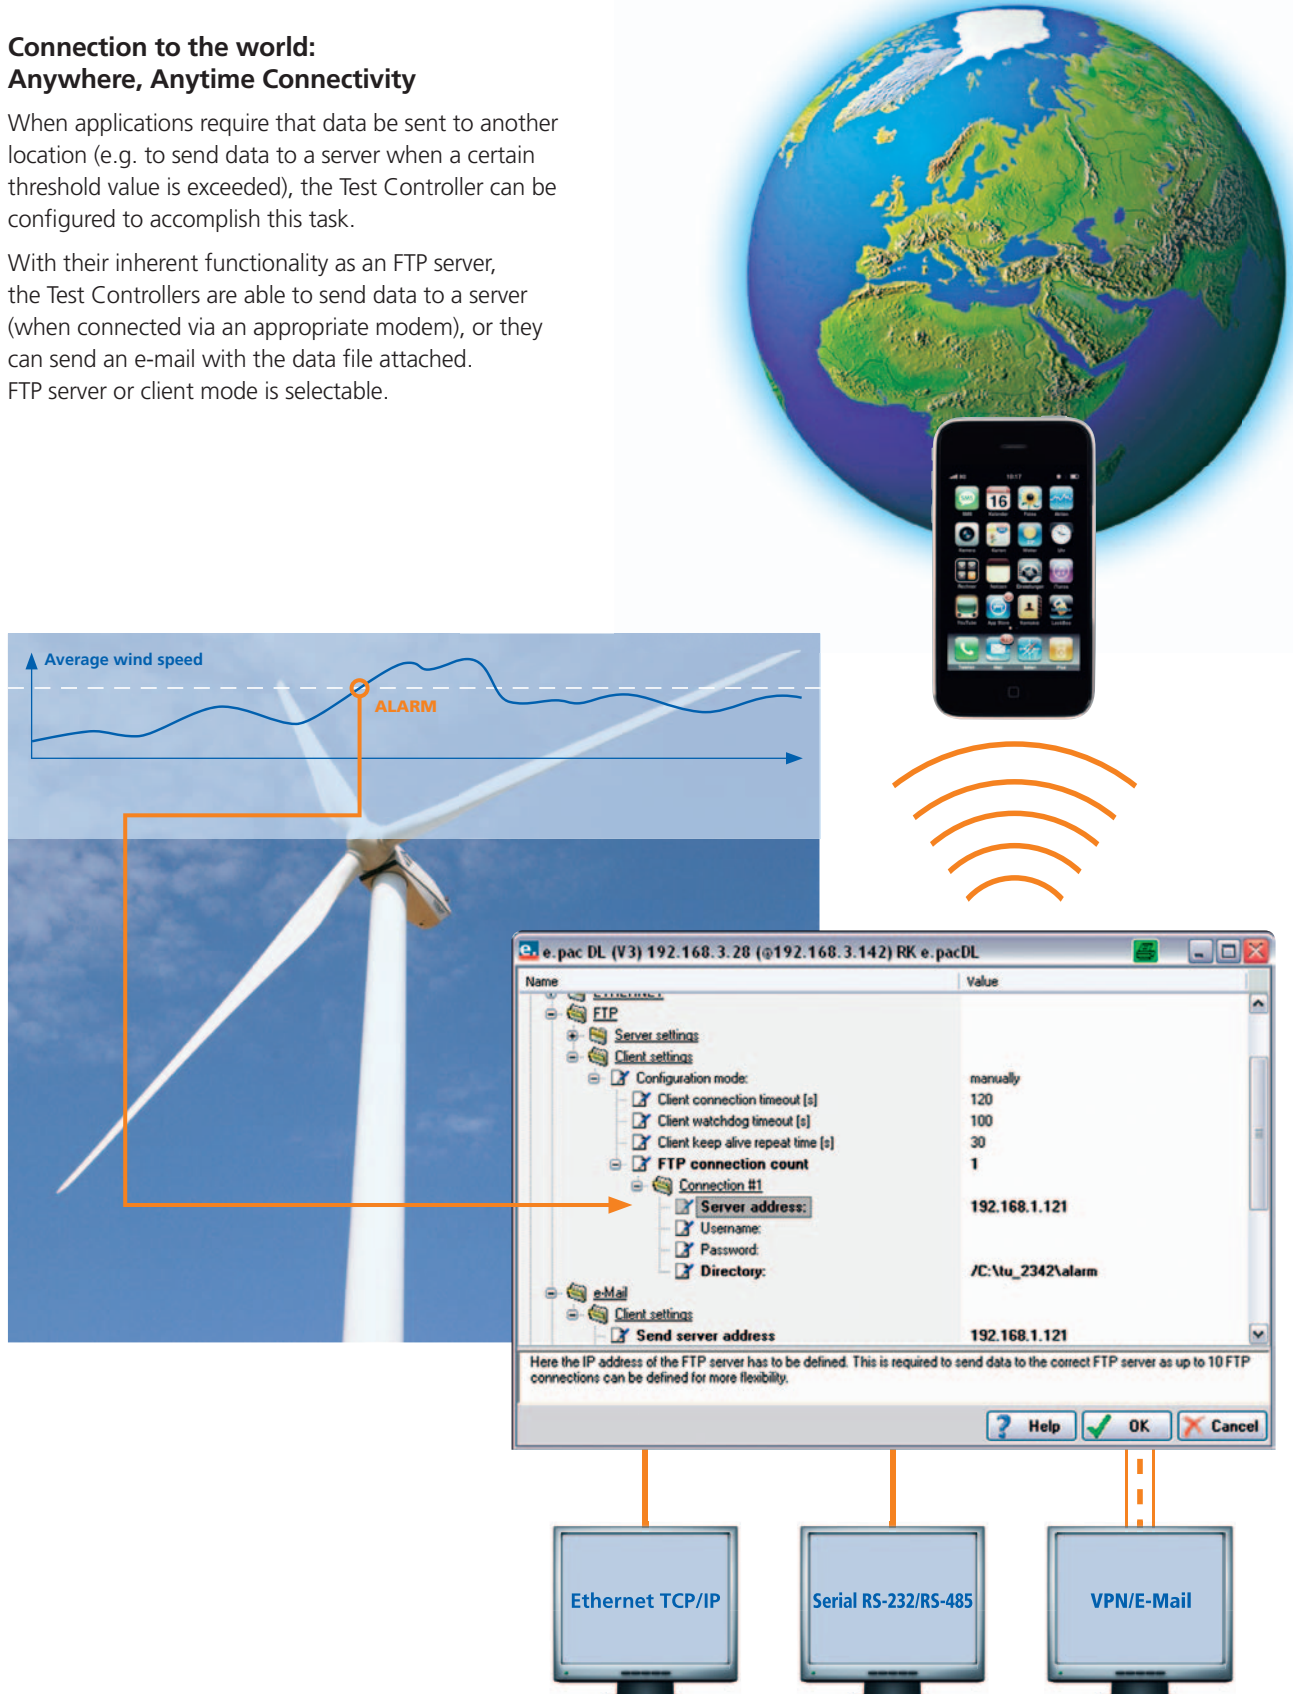 Connection to the world:
Anywhere, Anytime Connectivity
When applications require that data be sent to another
location (e.g. to send data to a server when a certain
threshold value is exceeded), the Test Controller can be
configured to accomplish this task.
With their inherent functionality as an FTP server,
the Test Controllers are able to send data to a server
(when connected via an appropriate modem), or they
can send an e-mail with the data file attached.
FTP server or client mode is selectable.
10:17
16
Average wind speed
ALARM
e. e.pac DL (V3) 192.168.3.28 (@192.168.3.142) RK e.pacDL
Name Value
ETHERNET
FTP
Server settings
Client settings
Configuration mode: manually
Client connection timeout [s] 120
Client watchdog timeout [s] 100
Client keep alive repeat time [s] 30
FTP connection count 1
Connection #1
Server address: 192.168.1.121
Username:
Password:
Directory: /C:\tu_2342\alarm
e-Mail
Client settings
Send server address 192.168.1.121
Here the IP address of the FTP server has to be defined. This is required to send data to the correct FTP server as up to 10 FTP
connections can be defined for more flexibility.
Help OK Cancel
Ethernet TCP/IP
Serial RS-232/RS-485
VPN/E-Mail